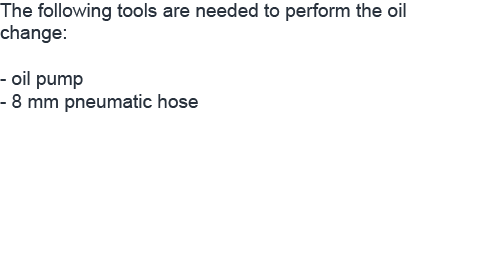 The following tools are needed to perform the oil
change:
- oil pump
- 8 mm pneumatic hose